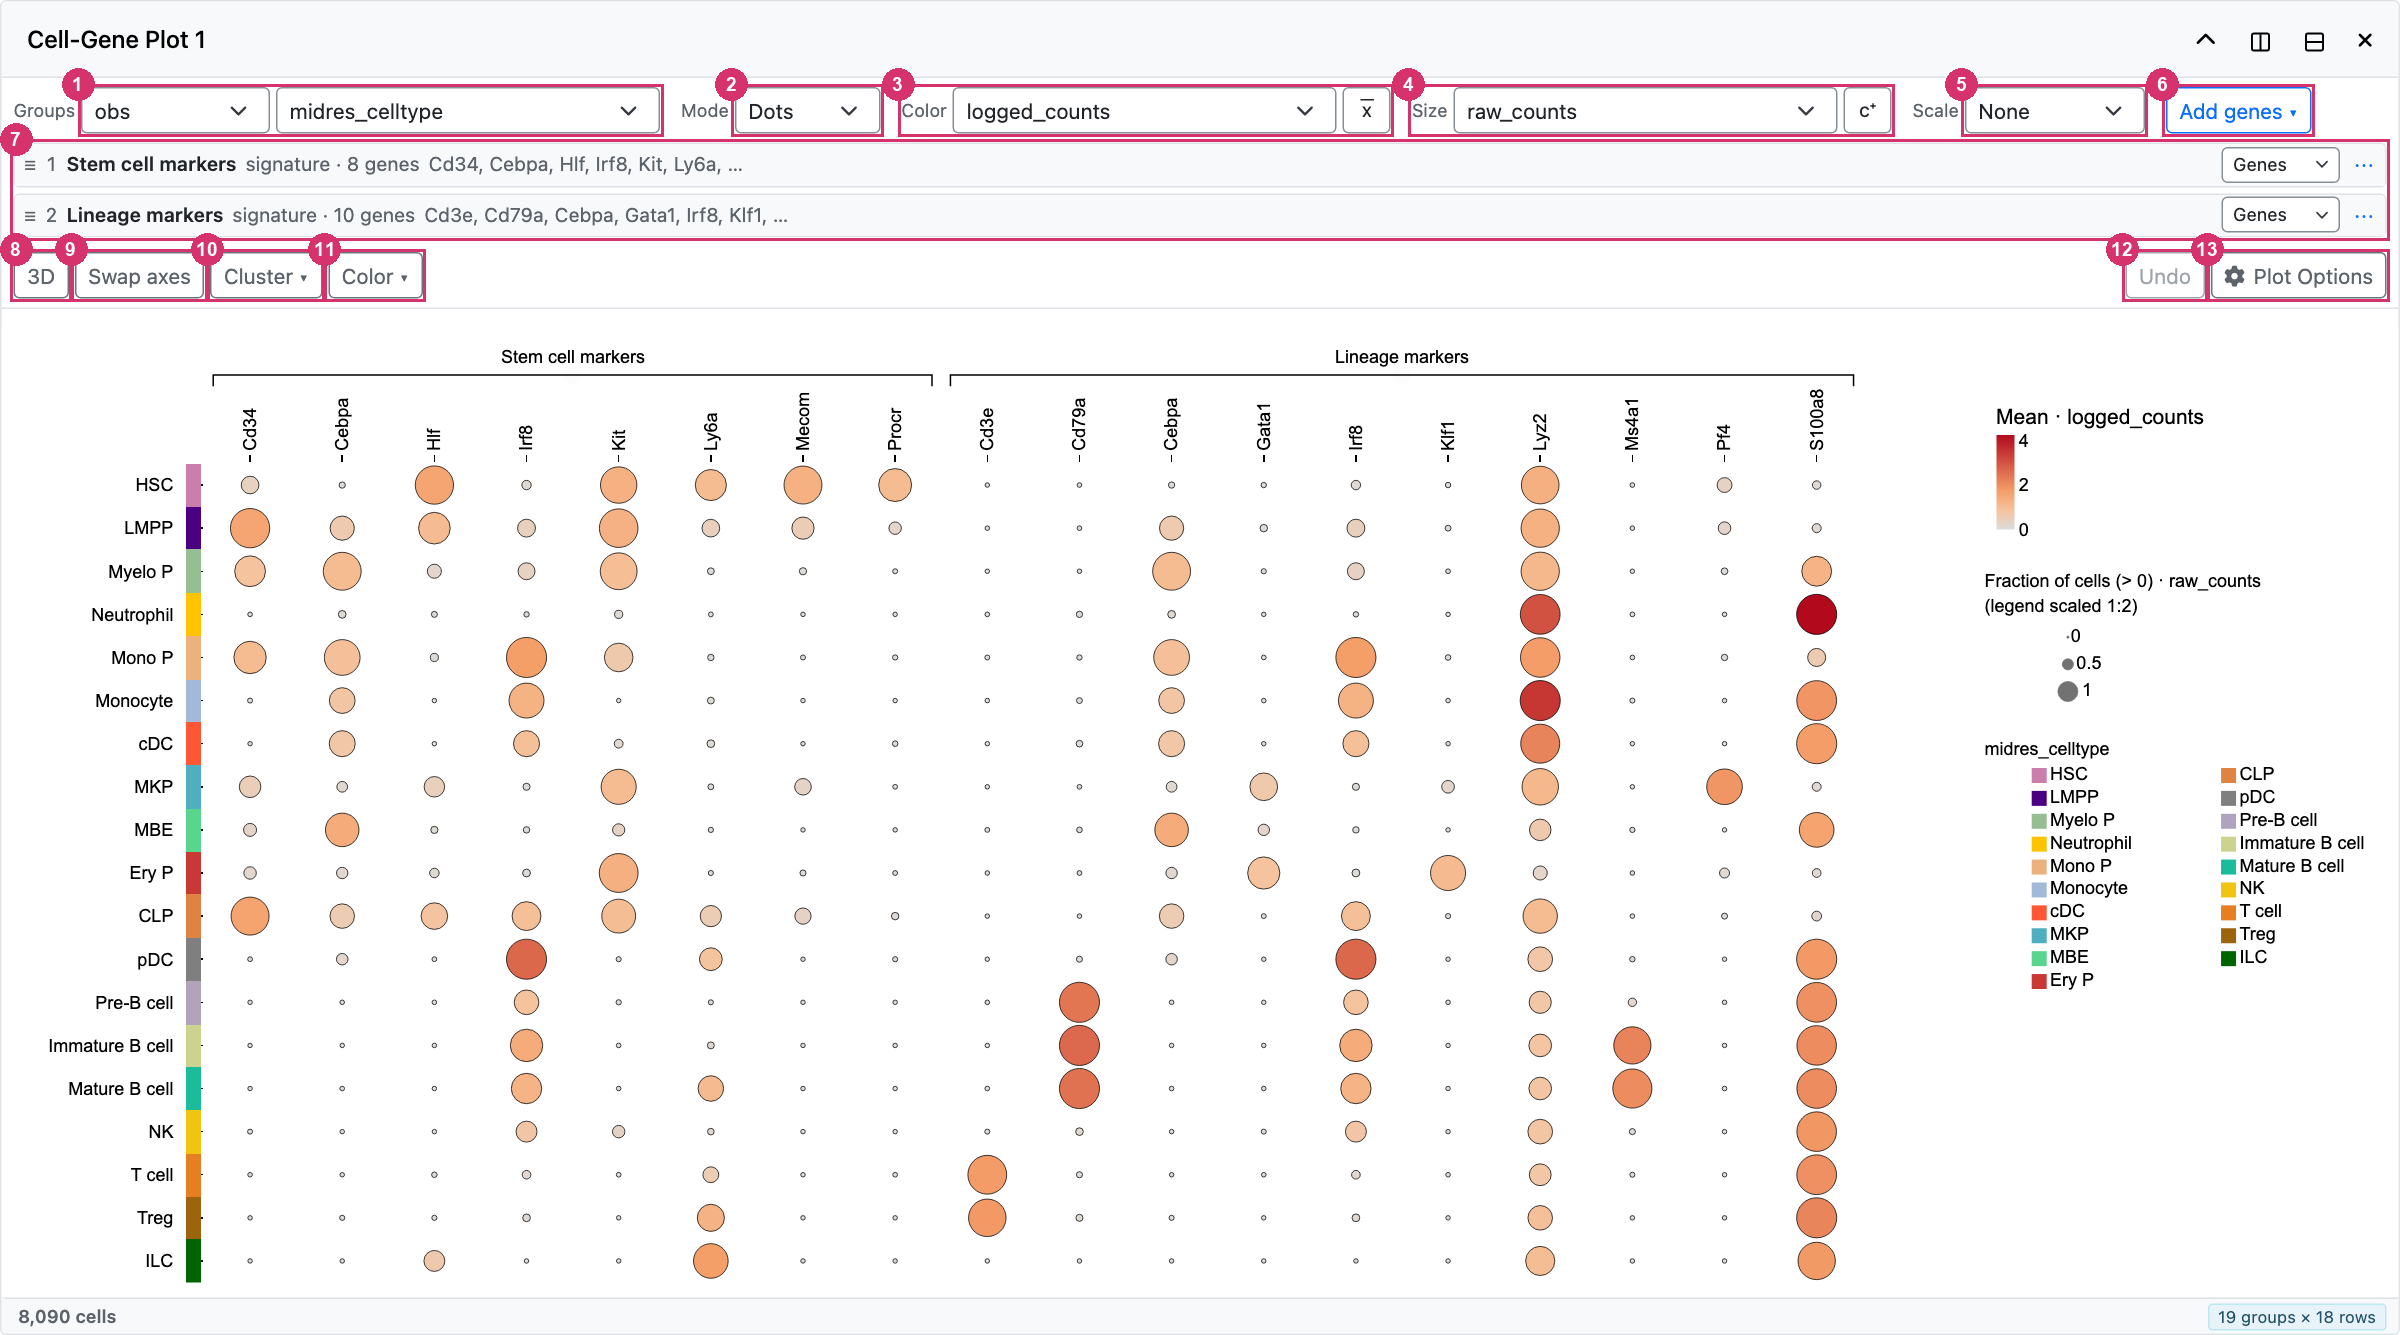 Cell-Gene Plot 1
1 2 3 4 5 6
Groups obs midres_celltype Mode Dots Color logged_counts x̅ Size raw_counts c⁺ Scale None Add genes ▾
7
≡ 1 Stem cell markers signature · 8 genes Cd34, Cebpa, Hlf, Irf8, Kit, Ly6a, ... Genes ...
≡ 2 Lineage markers signature · 10 genes Cd3e, Cd79a, Cebpa, Gata1, Irf8, Klf1, ... Genes ...
8 9 10 11 12 13
3D Swap axes Cluster ▾ Color ▾ Undo Plot Options
Stem cell markers Lineage markers
Cd34 Cebpa Hlf Irf8 Kit Ly6a Mecom Procr Cd3e Cd79a Cebpa Gata1 Irf8 Klf1 Lyz2 Ms4a1 Pf4 S100a8
HSC
LMPP
Myelo P
Neutrophil
Mono P
Monocyte
cDC
MKP
MBE
Ery P
CLP
pDC
Pre-B cell
Immature B cell
Mature B cell
NK
T cell
Treg
ILC
Mean · logged_counts
4
2
0
Fraction of cells (> 0) · raw_counts
(legend scaled 1:2)
0
0.5
1
midres_celltype
HSC CLP
LMPP pDC
Myelo P Pre-B cell
Neutrophil Immature B cell
Mono P Mature B cell
Monocyte NK
cDC T cell
MKP Treg
MBE ILC
Ery P
8,090 cells 19 groups × 18 rows